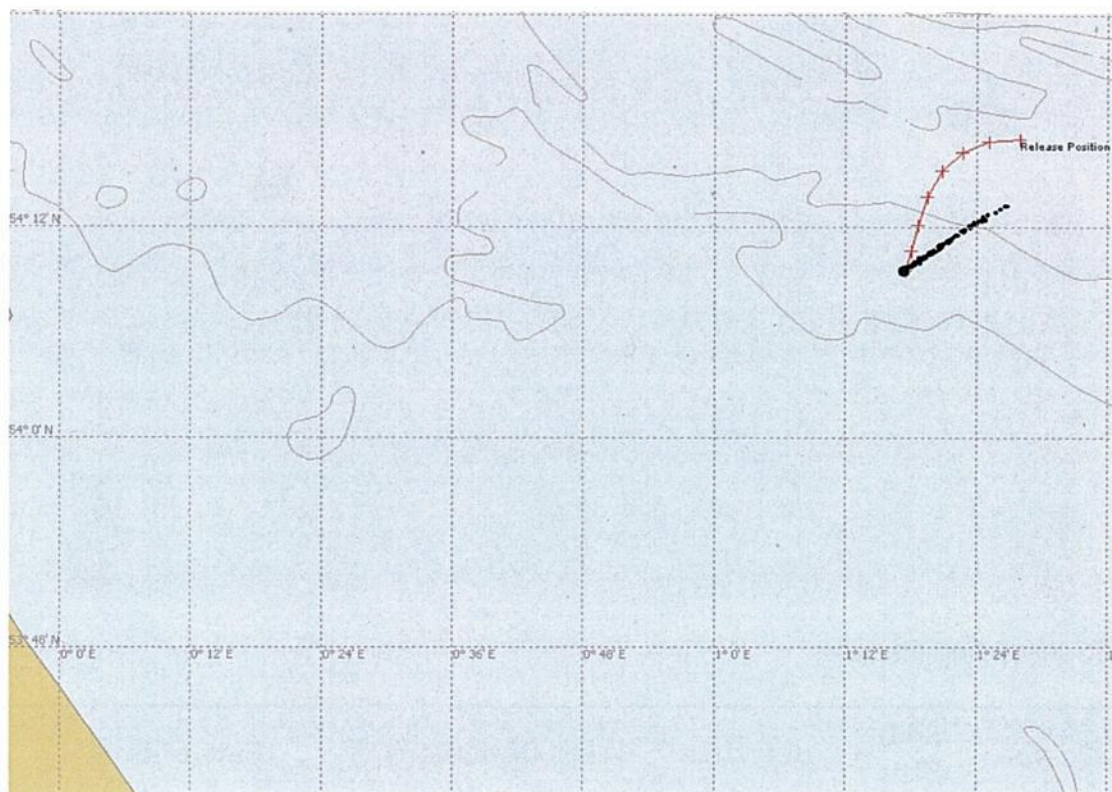 Release Position
54° 12' N
54° 0' N
53° 48' N
0° 0' E
0° 12' E
0° 24' E
0° 36' E
0° 48' E
1° 0' E
1° 12' E
1° 24' E